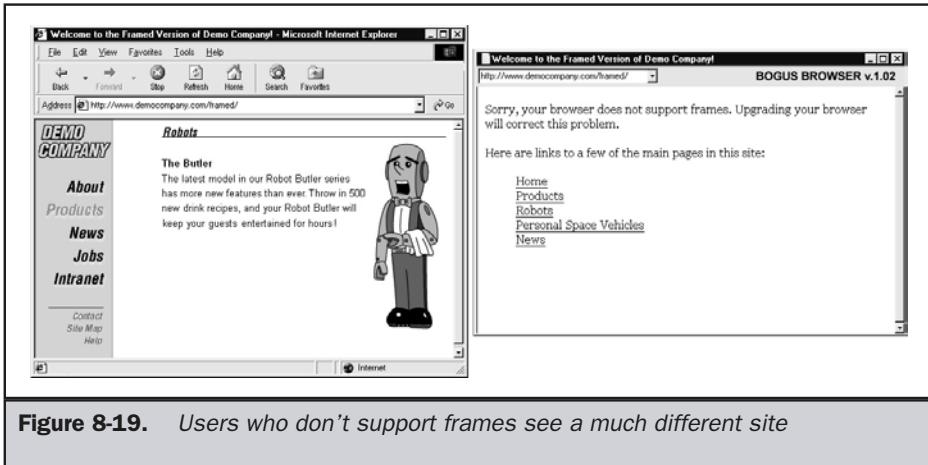 Welcome to the Framed Version of Demo Company! - Microsoft Internet Explorer
File Edit View Favorites Tools Help
Back Forward Stop Refresh Home Search Favorites
Address http://www.democompany.com/framed/ Go
DEMO
COMPANY
About
Products
News
Jobs
Intranet
Contact
Site Map
Help
Robots
The Butler
The latest model in our Robot Butler series
has more new features than ever. Throw in 500
new drink recipes, and your Robot Butler will
keep your guests entertained for hours!
Internet
Welcome to the Framed Version of Demo Company!
http://www.democompany.com/framed/ BOGUS BROWSER v.1.02
Sorry, your browser does not support frames. Upgrading your browser
will correct this problem.
Here are links to a few of the main pages in this site:
Home
Products
Robots
Personal Space Vehicles
News
Figure 8-19. Users who don't support frames see a much different site